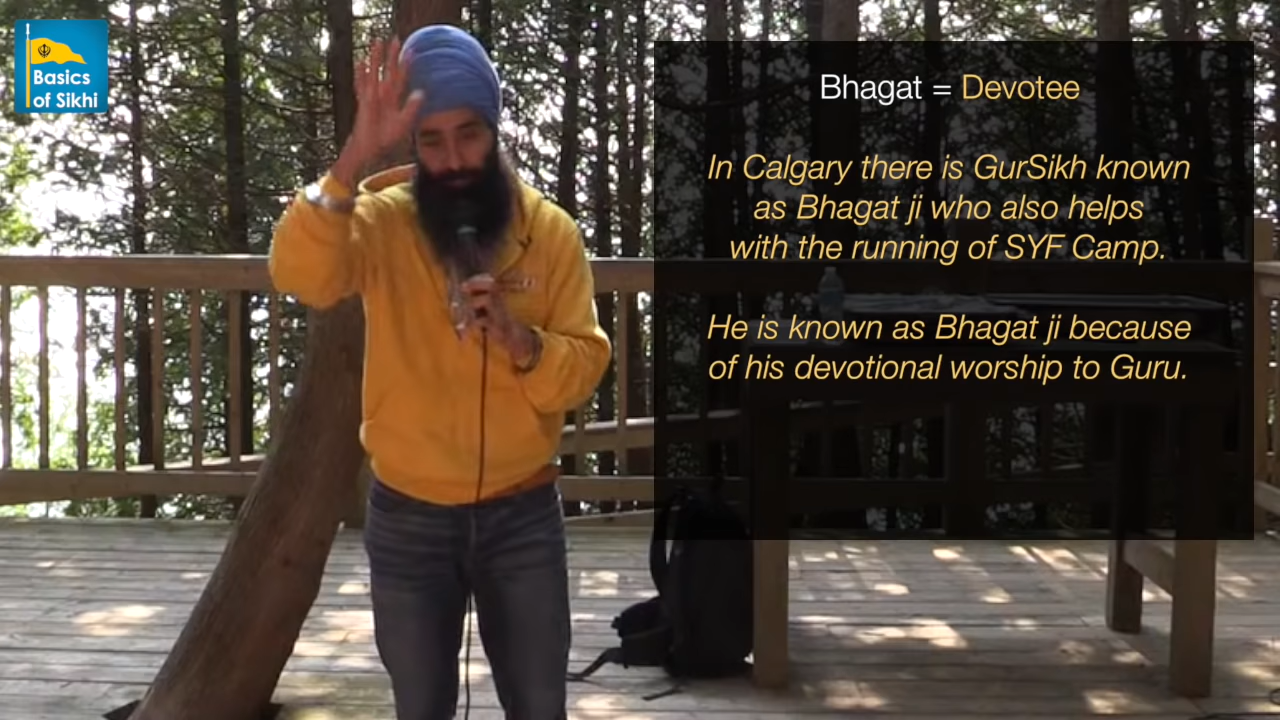 Basics
of Sikhi
Bhagat = Devotee
In Calgary there is GurSikh known
as Bhagat ji who also helps
with the running of SYF Camp.
He is known as Bhagat ji because
of his devotional worship to Guru.